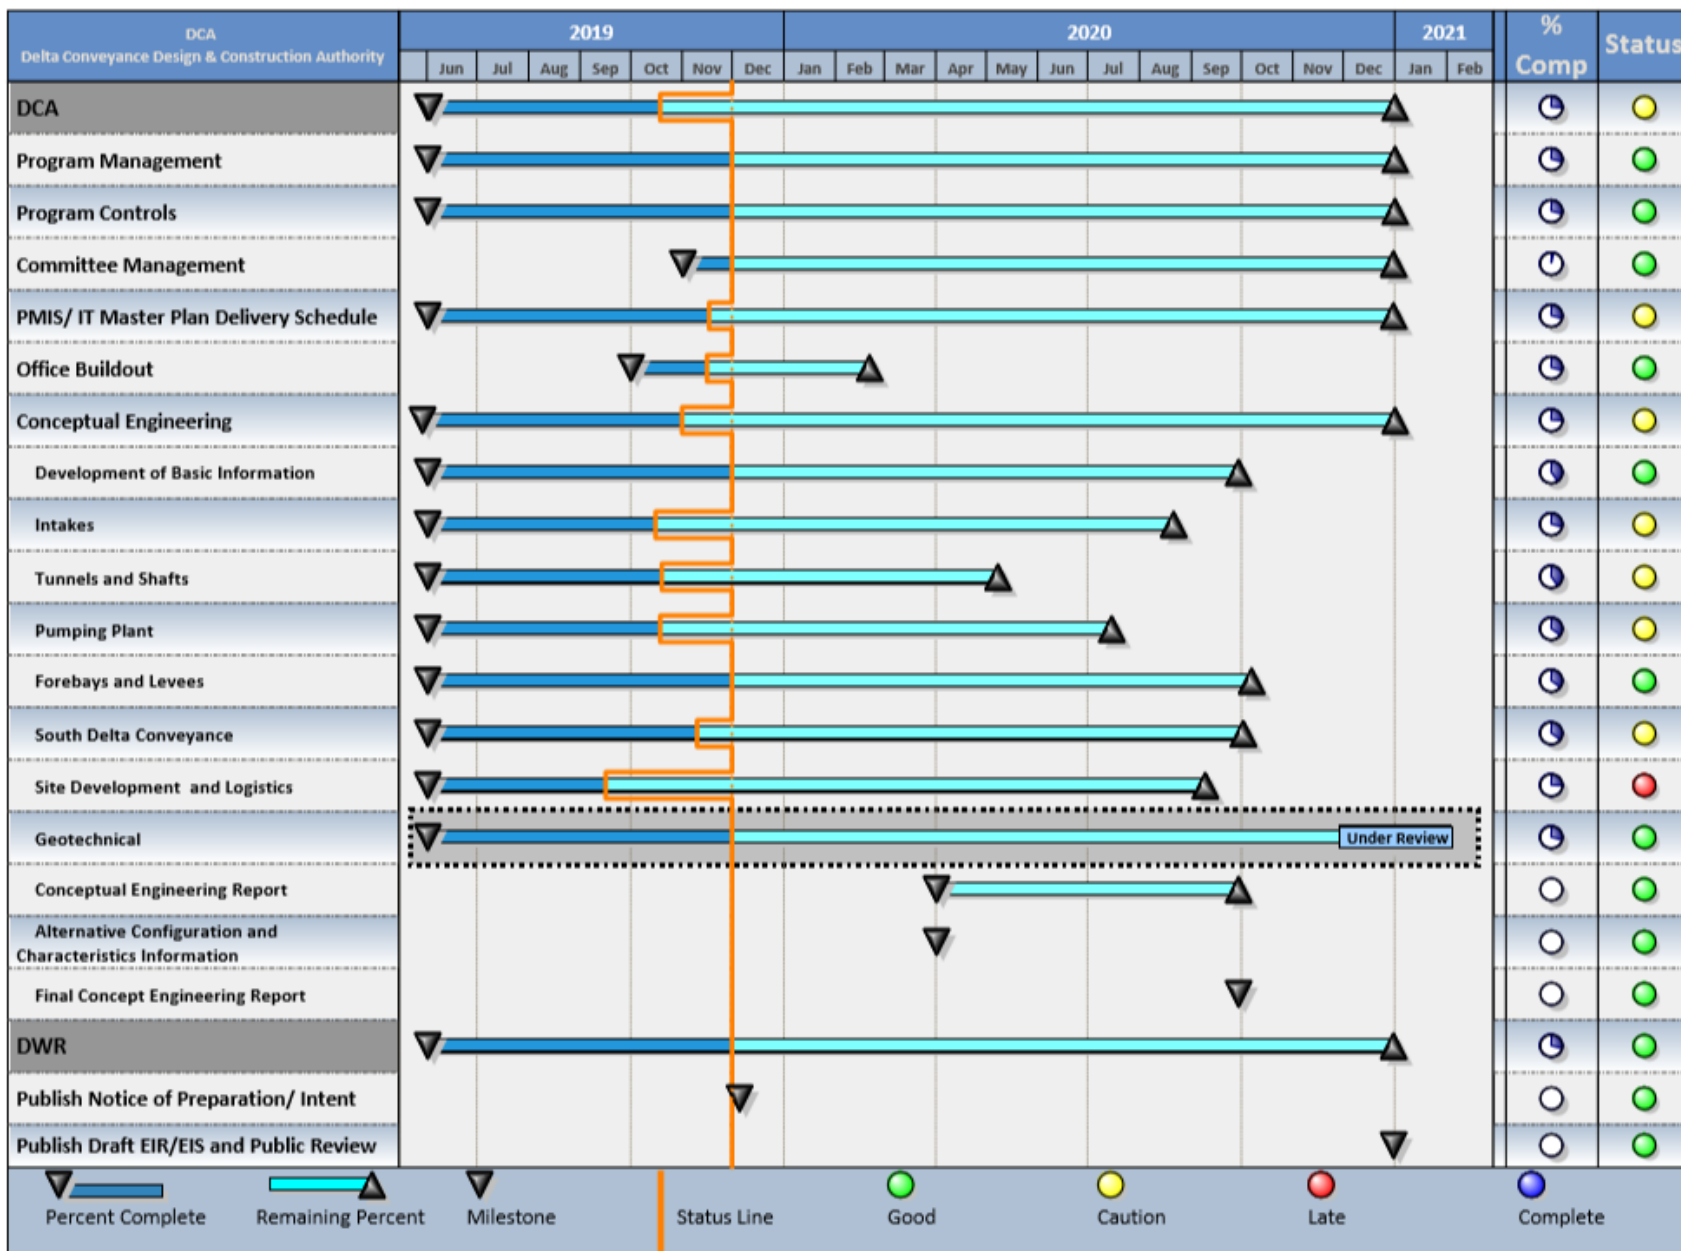 DCA
Delta Conveyance Design & Construction Authority
2019
2020
2021
% Comp
Status
Jun Jul Aug Sep Oct Nov Dec Jan Feb Mar Apr May Jun Jul Aug Sep Oct Nov Dec Jan Feb
DCA
Program Management
Program Controls
Committee Management
PMIS/ IT Master Plan Delivery Schedule
Office Buildout
Conceptual Engineering
Development of Basic Information
Intakes
Tunnels and Shafts
Pumping Plant
Forebays and Levees
South Delta Conveyance
Site Development and Logistics
Geotechnical
Under Review
Conceptual Engineering Report
Alternative Configuration and
Characteristics Information
Final Concept Engineering Report
DWR
Publish Notice of Preparation/ Intent
Publish Draft EIR/EIS and Public Review
Percent Complete
Remaining Percent
Milestone
Status Line
Good
Caution
Late
Complete